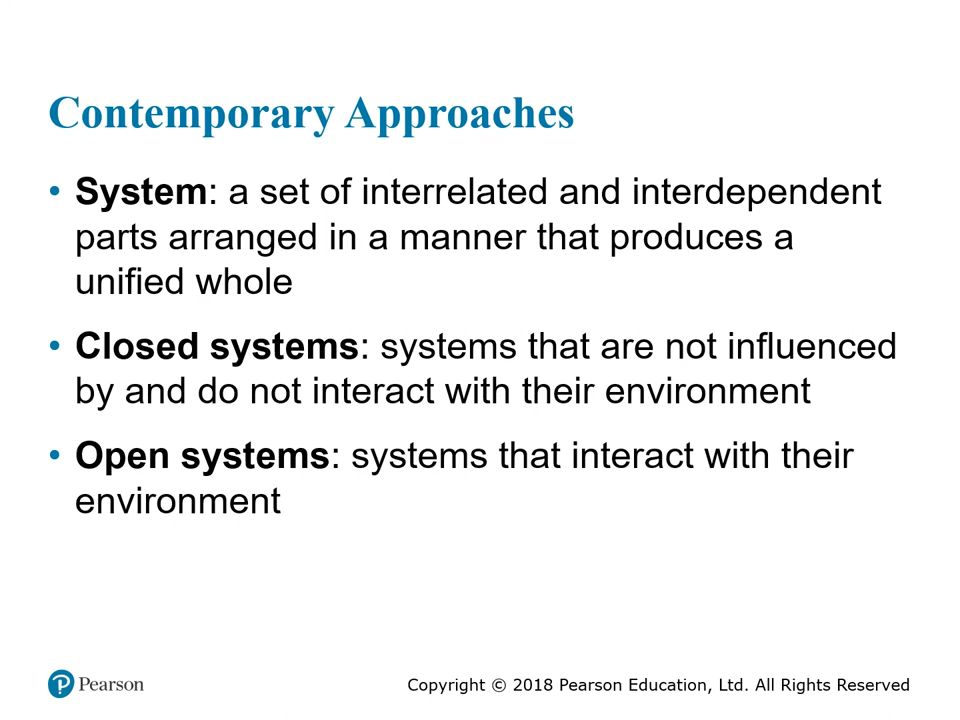 Contemporary Approaches
• System: a set of interrelated and interdependent
parts arranged in a manner that produces a
unified whole
• Closed systems: systems that are not influenced
by and do not interact with their environment
• Open systems: systems that interact with their
environment
P Pearson
Copyright © 2018 Pearson Education, Ltd. All Rights Reserved